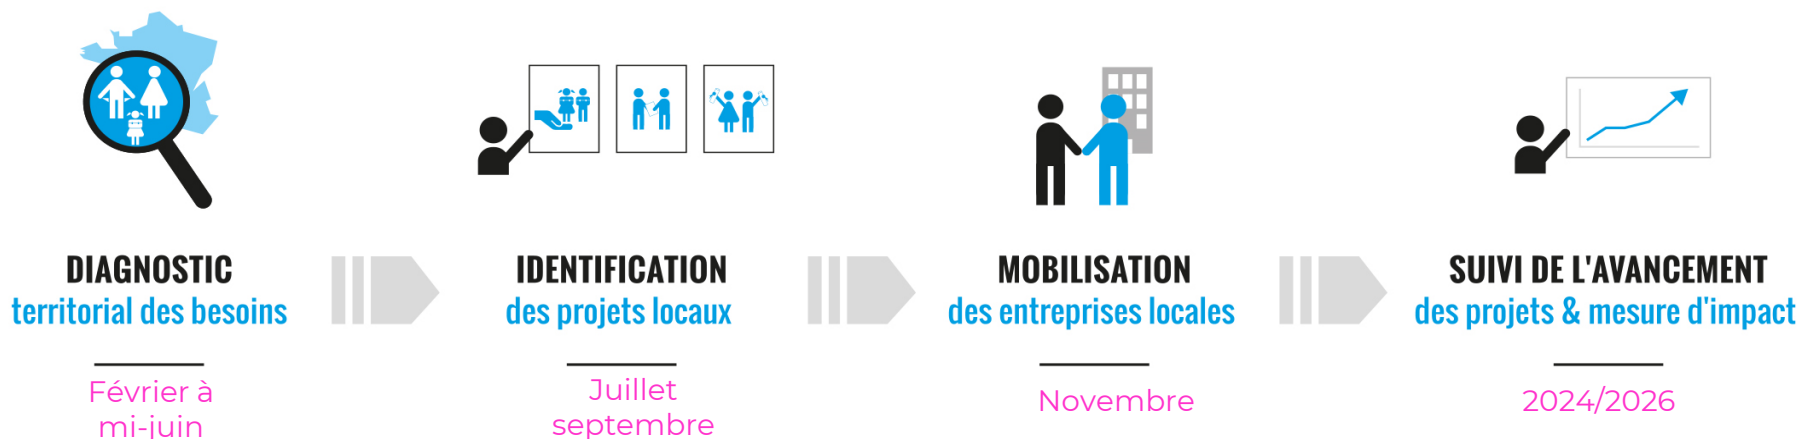 DIAGNOSTIC
territorial des besoins
Février à
mi-juin
IDENTIFICATION
des projets locaux
Juillet
septembre
MOBILISATION
des entreprises locales
Novembre
SUIVI DE L'AVANCEMENT
des projets & mesure d'impact
2024/2026